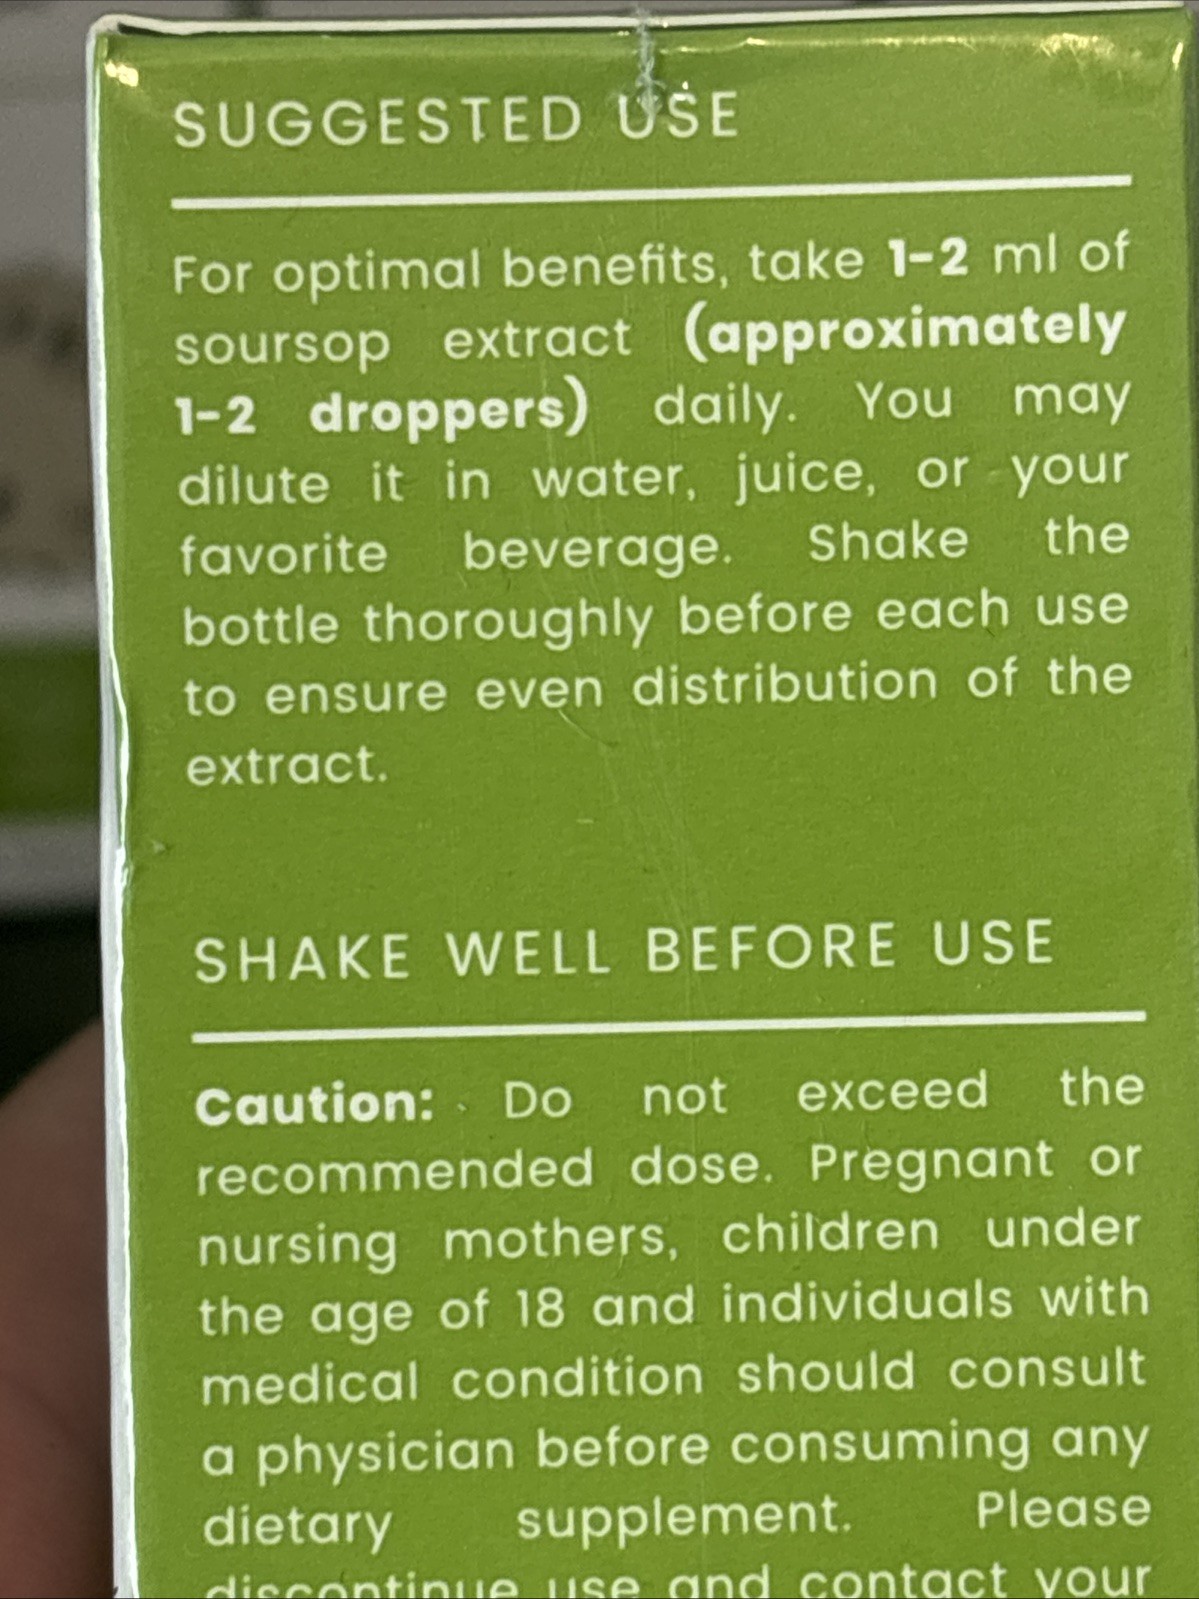 SUGGESTED USE
For optimal benefits, take 1-2 ml of
soursop extract (approximately
1-2 droppers) daily. You may
dilute it in water, juice, or your
favorite beverage. Shake the
bottle thoroughly before each use
to ensure even distribution of the
extract.
SHAKE WELL BEFORE USE
Caution: Do not exceed the
recommended dose. Pregnant or
nursing mothers, children under
the age of 18 and individuals with
medical condition should consult
a physician before consuming any
dietary supplement. Please
discontinue use and contact your